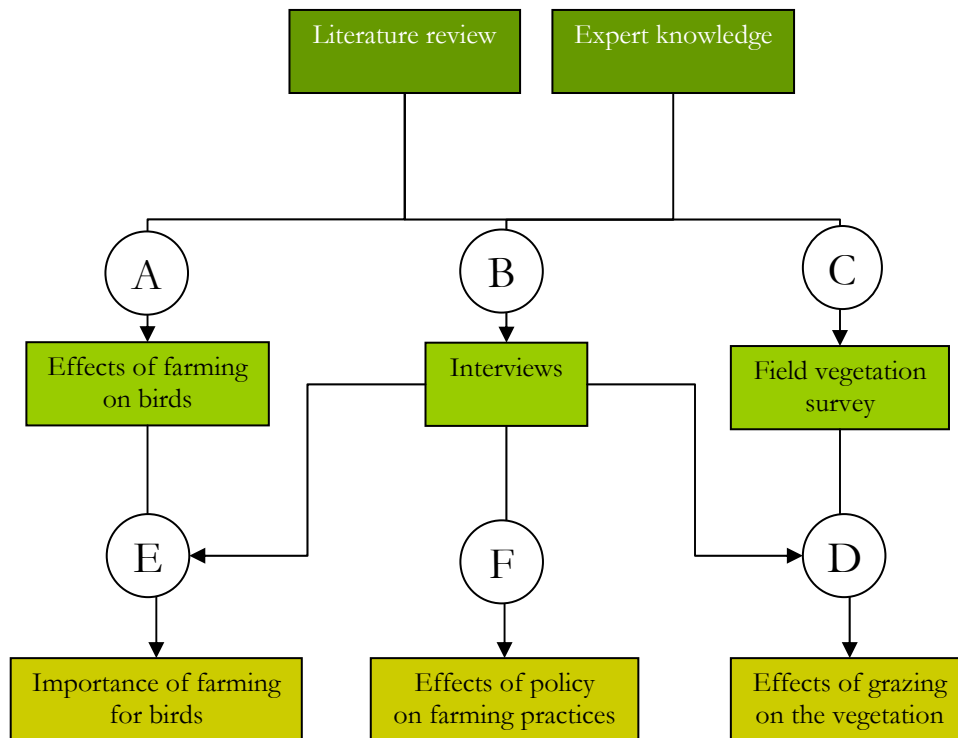 Literature review
Expert knowledge
A
B
C
Effects of farming
on birds
Interviews
Field vegetation
survey
E
F
D
Importance of farming
for birds
Effects of policy
on farming practices
Effects of grazing
on the vegetation